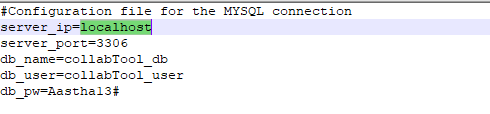 #Configuration file for the MYSQL connection
server_ip=localhost
server_port=3306
db_name=collabTool_db
db_user=collabTool_user
db_pw=Aastha13#